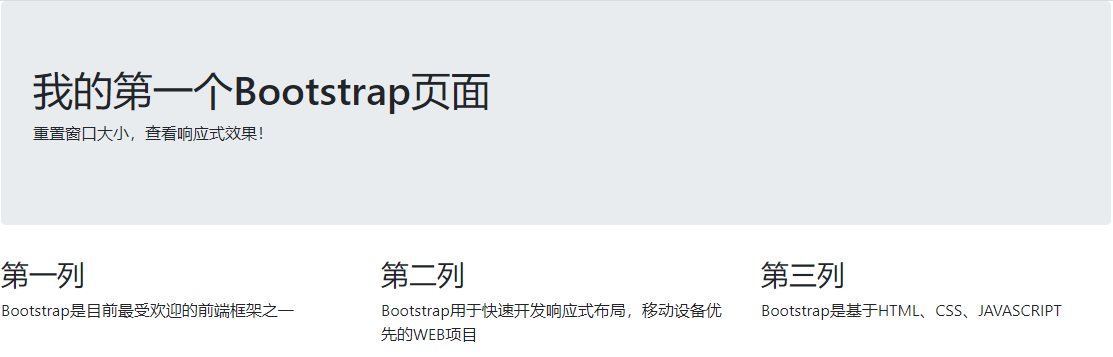 我的第一个Bootstrap页面
重置窗口大小，查看响应式效果！
第一列
Bootstrap是目前最受欢迎的前端框架之一
第二列
Bootstrap用于快速开发响应式布局，移动设备优
先的WEB项目
第三列
Bootstrap是基于HTML、CSS、JAVASCRIPT